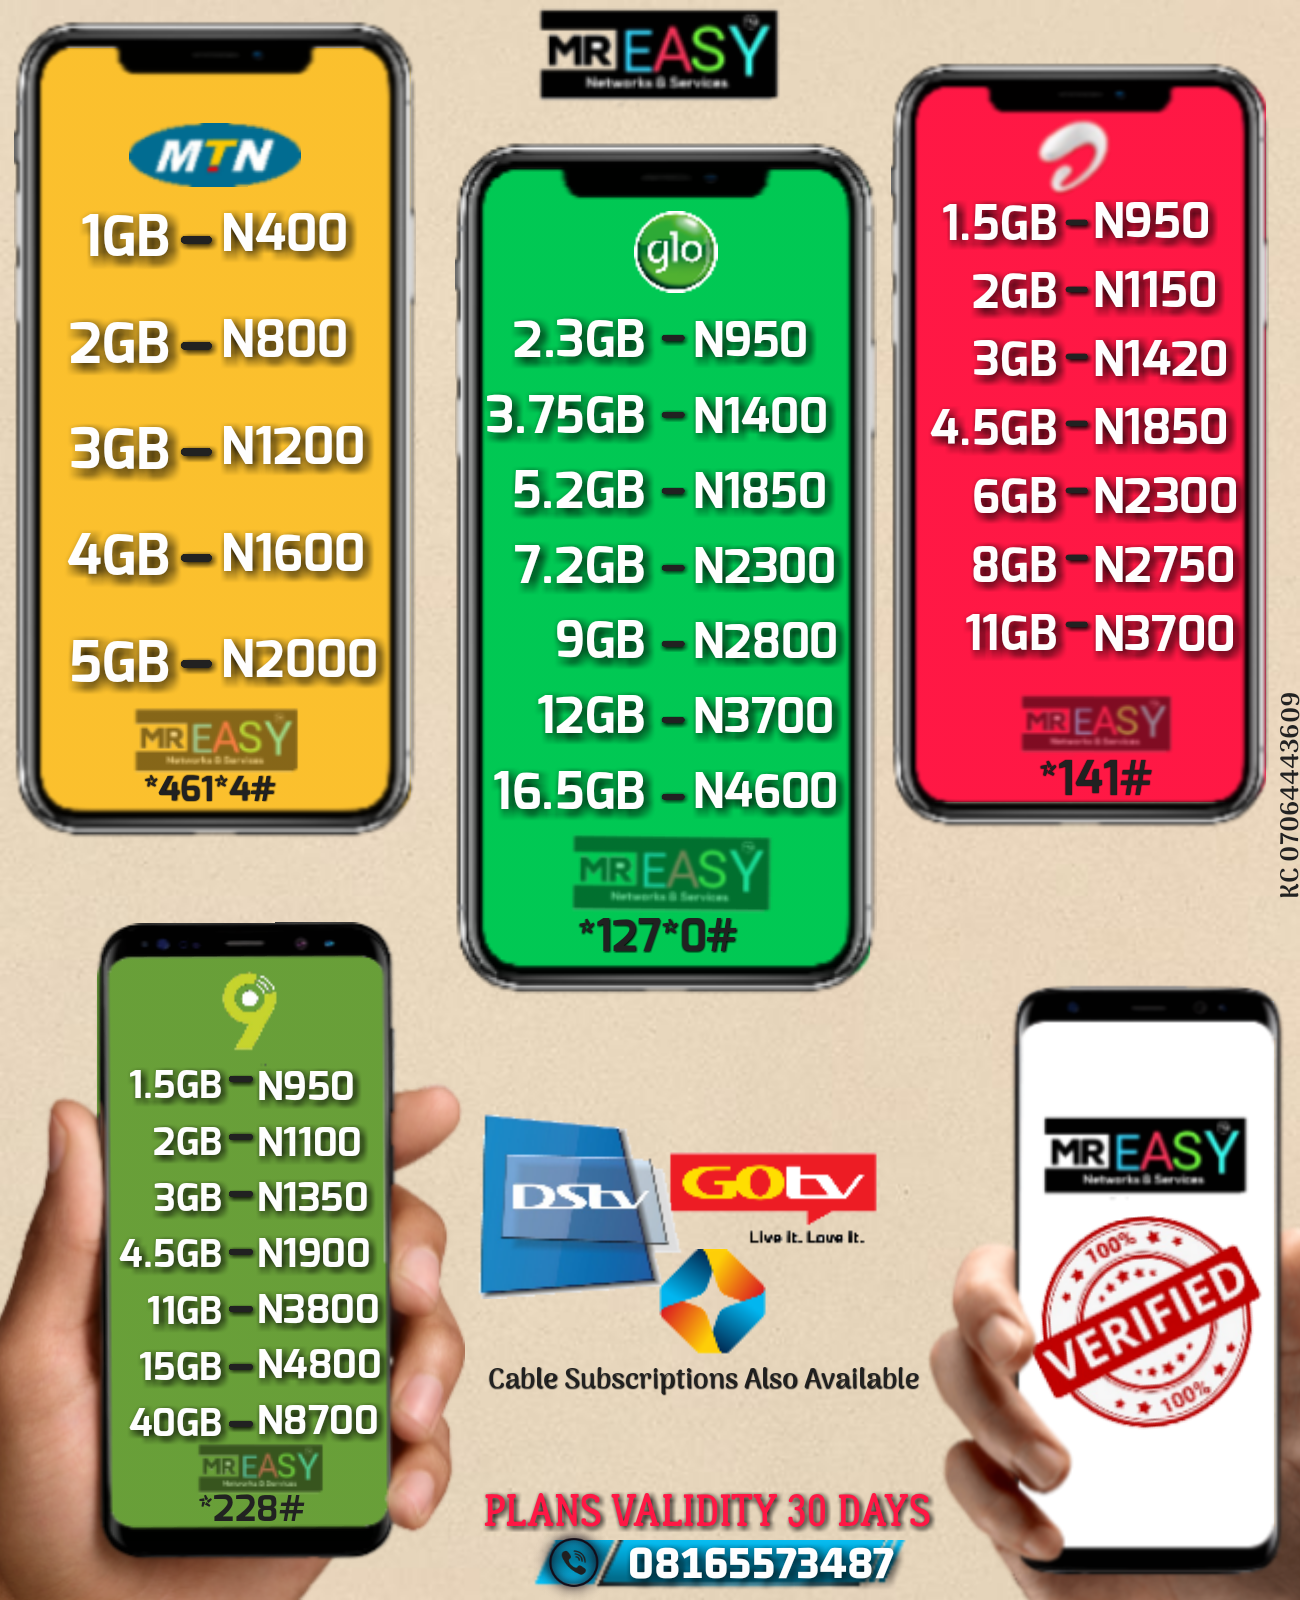 MR EASY
Networks & Services
MTN
1GB – N400
2GB – N800
3GB – N1200
4GB – N1600
5GB – N2000
MR EASY
Networks & Services
*461*4#
glo
2.3GB – N950
3.75GB – N1400
5.2GB – N1850
7.2GB – N2300
9GB – N2800
12GB – N3700
16.5GB – N4600
MR EASY
Networks & Services
*127*0#
1.5GB – N950
2GB – N1150
3GB – N1420
4.5GB – N1850
6GB – N2300
8GB – N2750
11GB – N3700
MR EASY
Networks & Services
*141#
RC 070644443609
9
1.5GB – N950
2GB – N1100
3GB – N1350
4.5GB – N1900
11GB – N3800
15GB – N4800
40GB – N8700
MR EASY
Networks & Services
*228#
DStv
GOtv
Live It. Love It.
Cable Subscriptions Also Available
PLANS VALIDITY 30 DAYS
08165573487
MR EASY
Networks & Services
100%
VERIFIED
100%